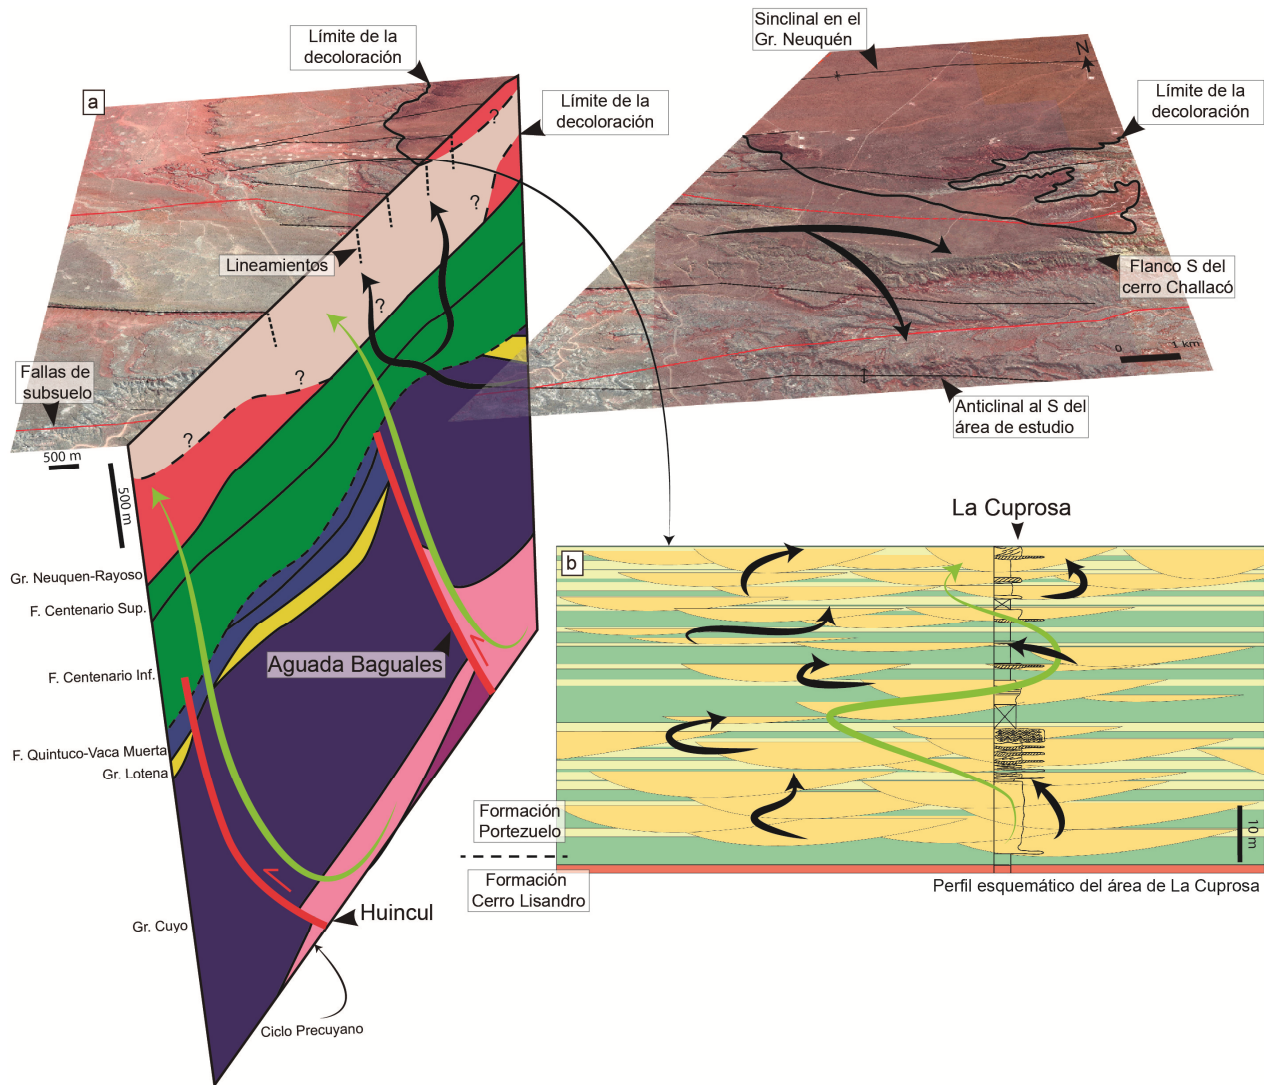 a
Límite de la
decoloración
Sinclinal en el
Gr. Neuquén
N
Límite de la
decoloración
Límite de la
decoloración
?
?
?
?
?
?
Lineamientos
Flanco S del
cerro Challacó
0 1 km
Fallas de
subsuelo
Anticlinal al S del
área de estudio
500 m
500 m
Gr. Neuquen-Rayoso
F. Centenario Sup.
F. Centenario Inf.
F. Quintuco-Vaca Muerta
Gr. Lotena
Gr. Cuyo
Aguada Baguales
Huincul
Ciclo Precuyano
La Cuprosa
b
Formación
Portezuelo
Formación
Cerro Lisandro
10 m
Perfil esquemático del área de La Cuprosa